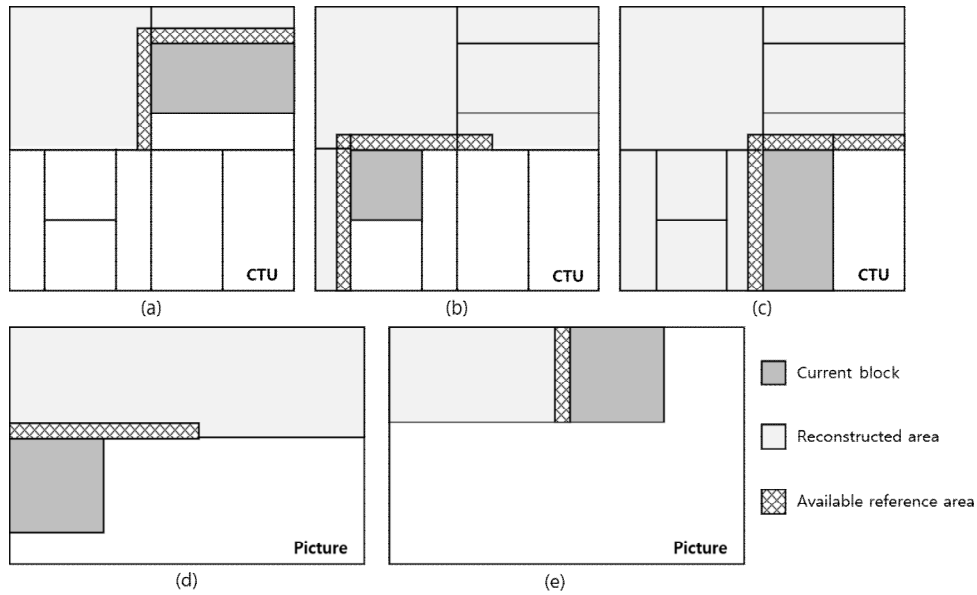 CTU
CTU
CTU
(a)
(b)
(c)
Current block
Reconstructed area
Available reference area
Picture
Picture
(d)
(e)